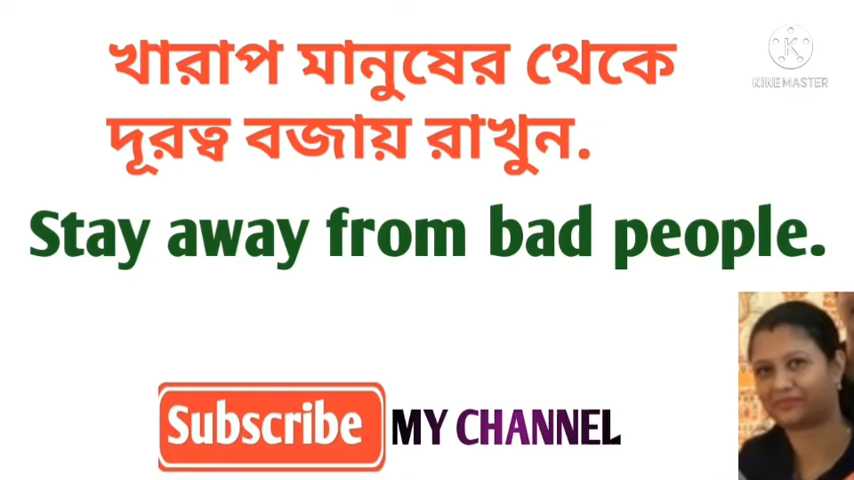 খারাপ মানুষের থেকে
দূরত্ব বজায় রাখুন.
KINEMASTER
Stay away from bad people.
Subscribe MY CHANNEL